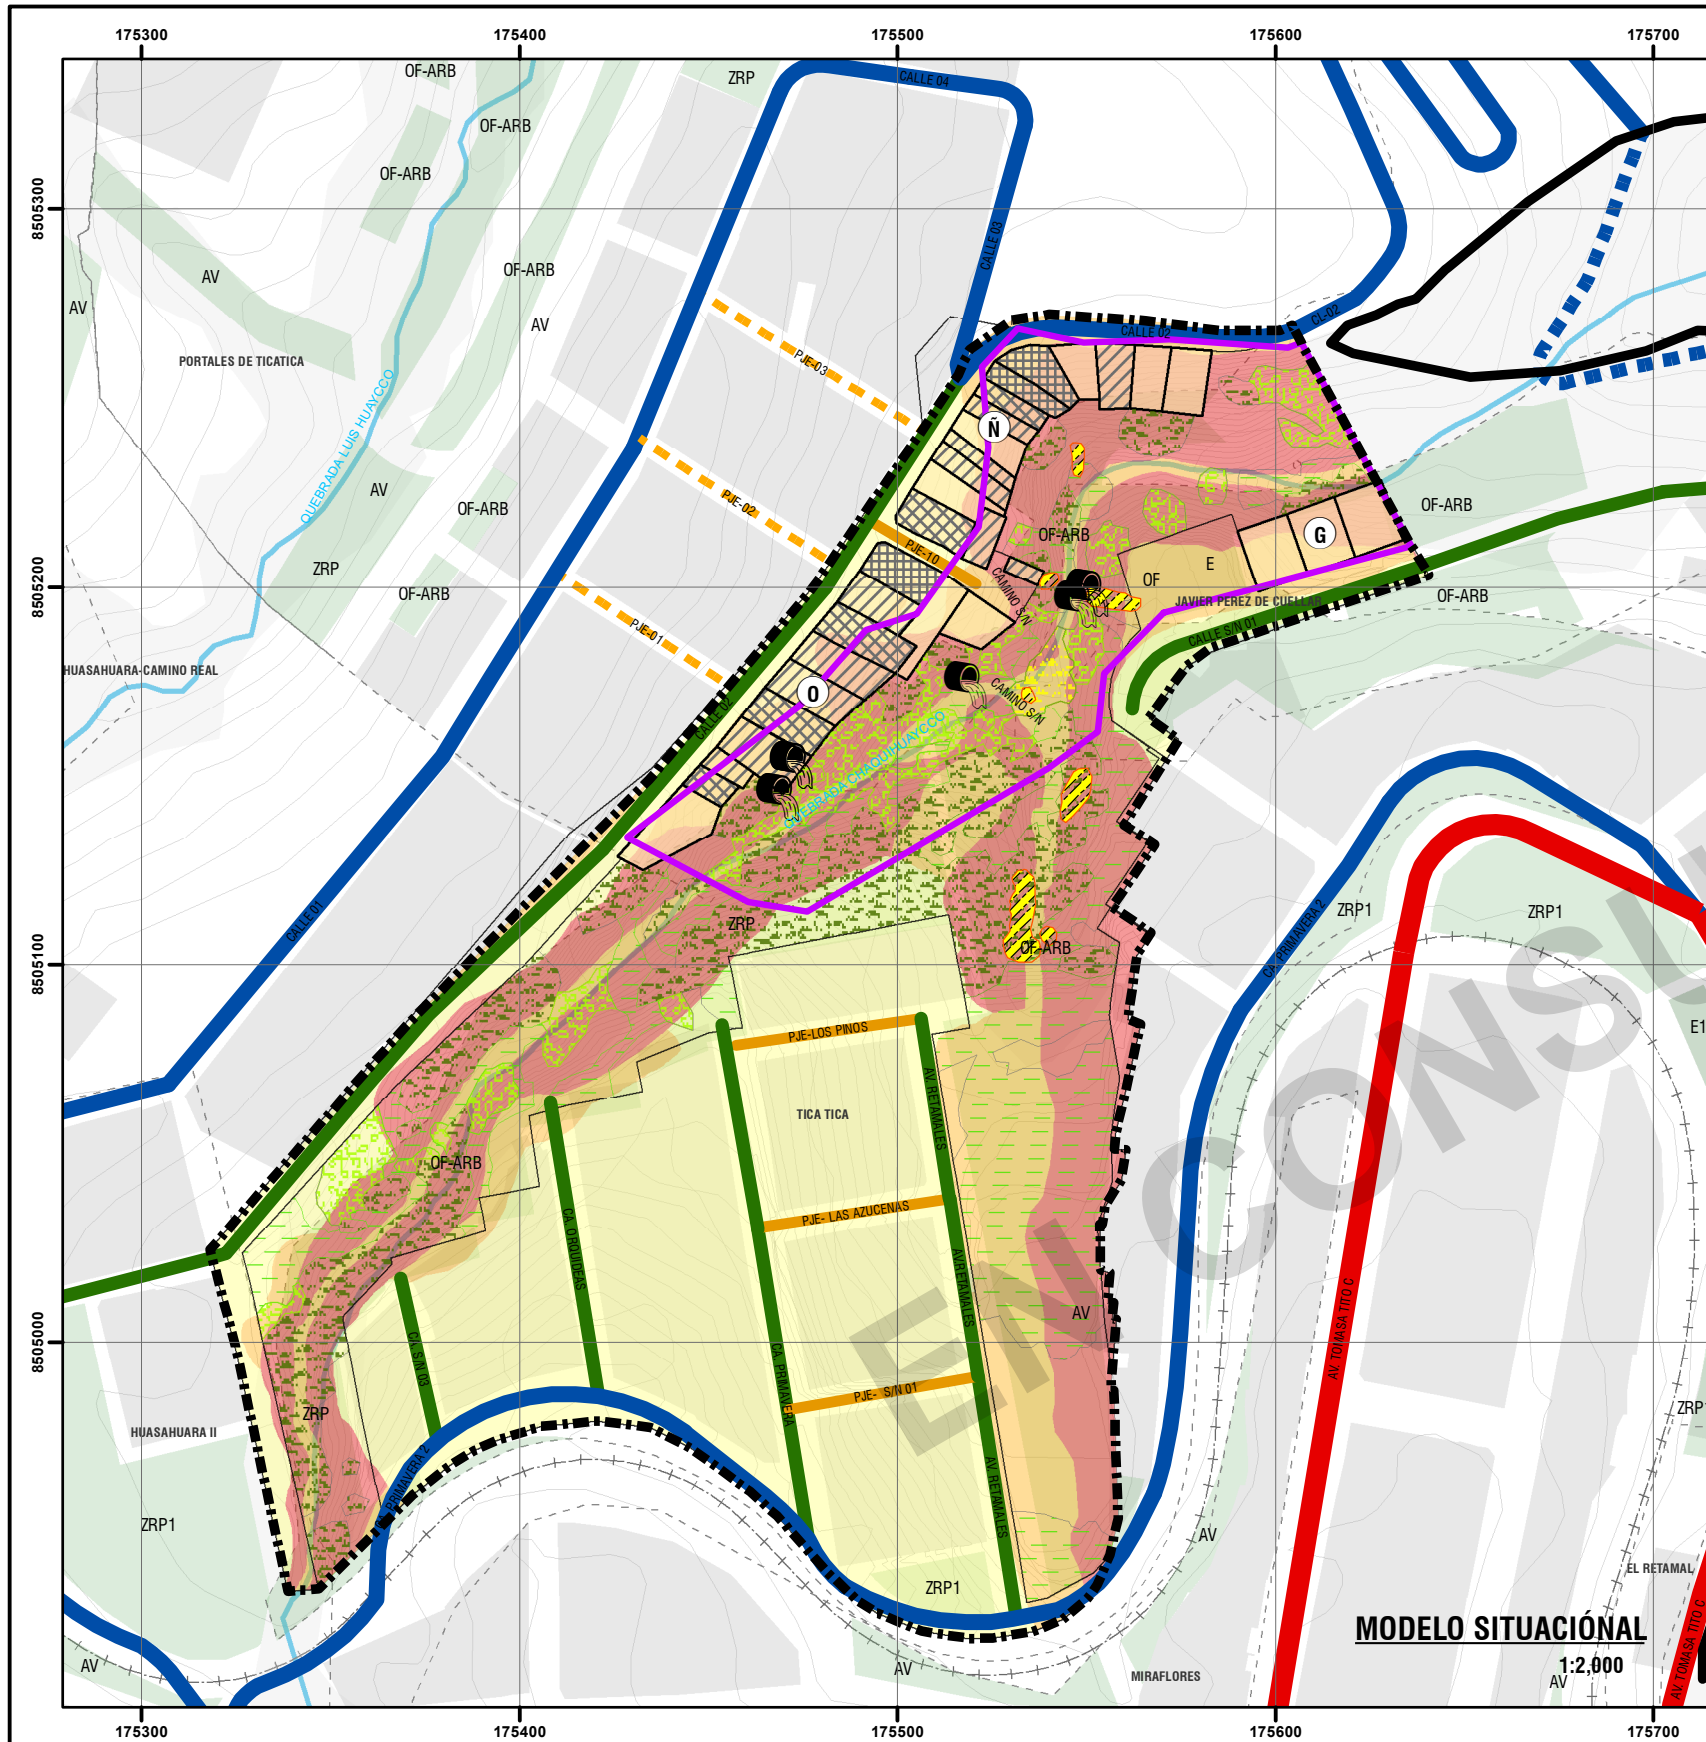 175300
175400
175500
175600
175700
OF-ARB
ZRP
CALLE 04
OF-ARB
OF-ARB
8505300
CALLE 03
OF-ARB
AV
AV
AV
CL-02
CALLE 02
PORTALES DE TICATICA
PJE-03
QUEBRADA LUIS HUAYCCO
Ñ
AV
PJE-02
OF-ARB
OF-ARB
G
OF-ARB
PJE-10
8505200
ZRP
OF-ARB
CAMINO S/N
OF
E
OF-ARB
JAVIER PEREZ DE CUELLAR
PJE-01
CALLE S/N 01
HUASAHUARA-CAMINO REAL
O
CAMINO S/N
CALLE 02
QUEBRADA CHAQUIHUAYCCO
CALLE 01
ZRP
ZRP1
ZRP1
CA. PRIMAVERA 2
OF-ARB
8505100
E1
PJE-LOS PINOS
AV. RETAMALES
TICA TICA
OF-ARB
PJE- LAS AZUCENAS
CA. ORQUIDEAS
AV.RETAMALES
AV
8505000
CA. S/N 03
CA. PRIMAVERA
PJE- S/N 01
AV. TOMASA TITO C
ZRP
ZRP1
HUASAHUARA II
PRIMAVERA 2
AV. RETAMALES
ZRP1
AV
ZRP1
EL RETAMAL
EN CONSU
MODELO SITUACIÓNAL
1:2,000
AV
AV
MIRAFLORES
AV
AV. TOMASA TITO C
175300
175400
175500
175600
175700